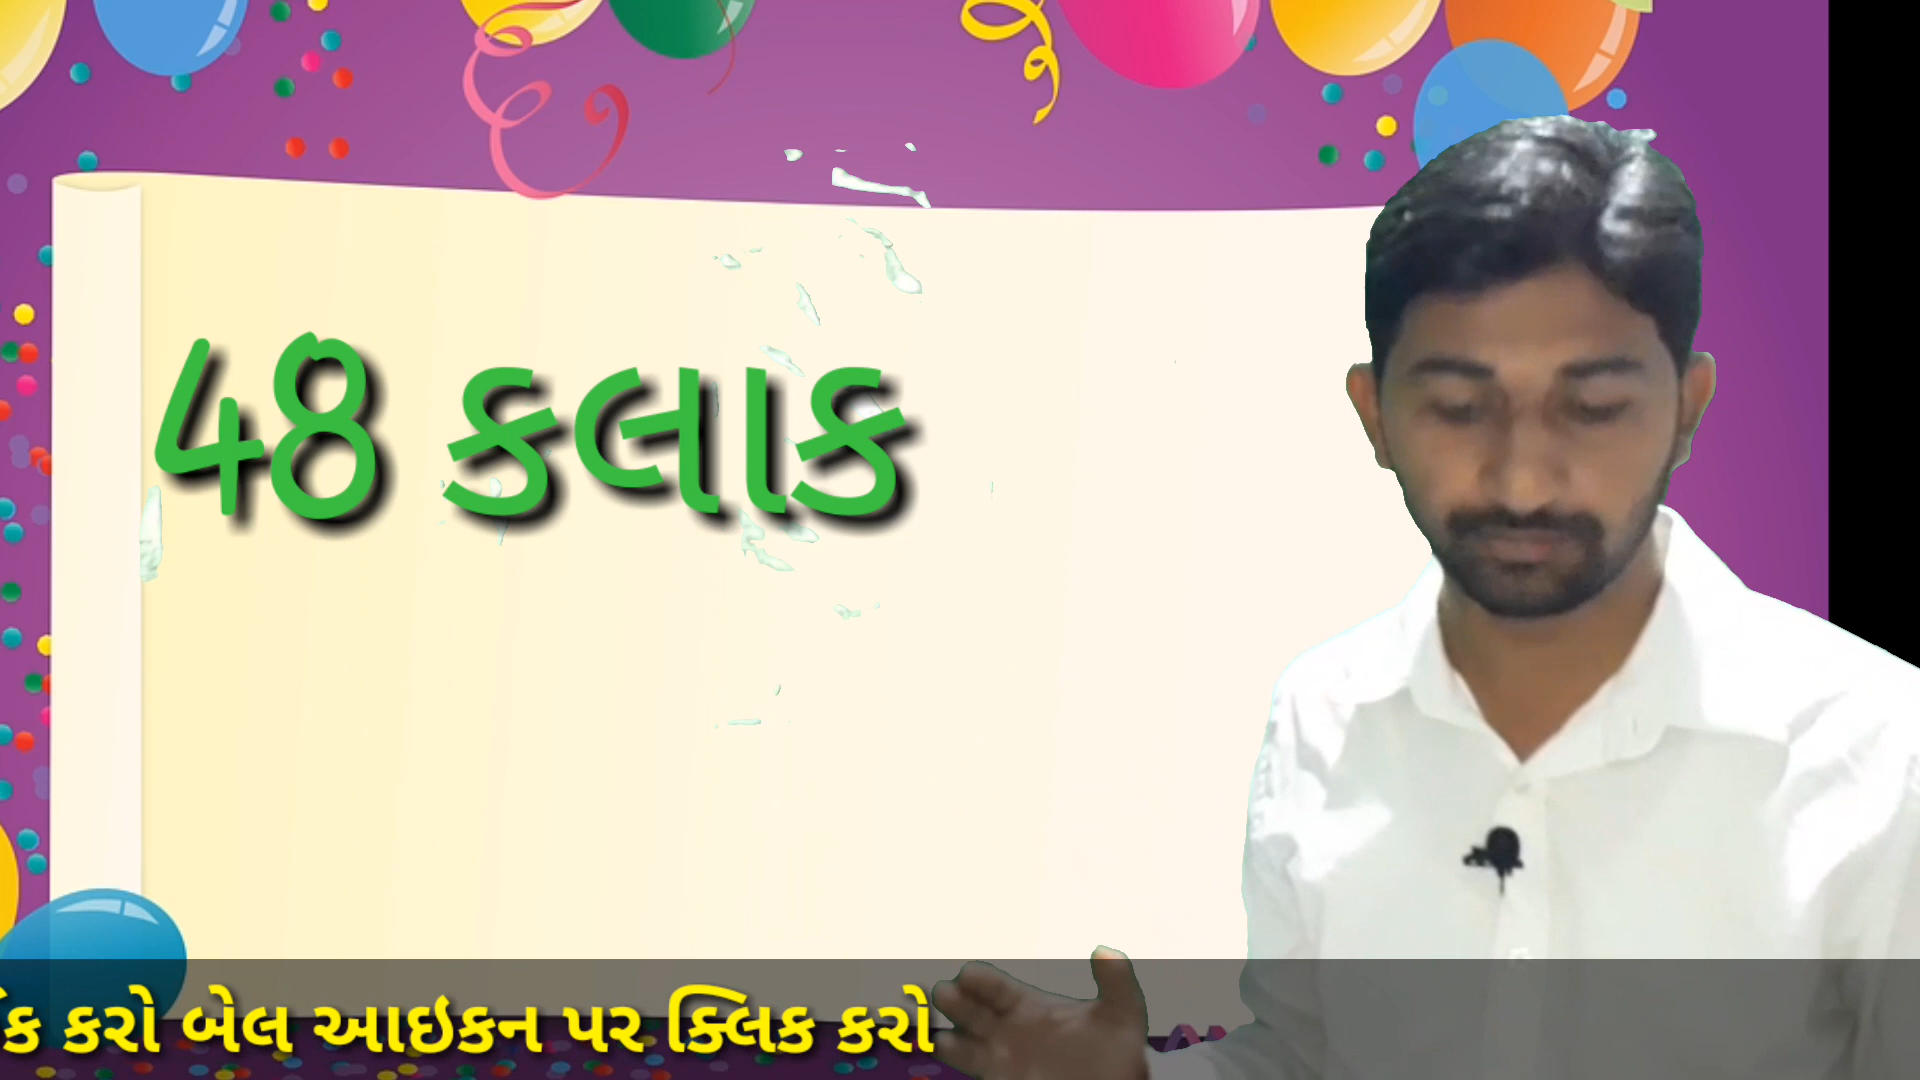 48 કલાક
ક કરો બેલ આઇકન પર ક્લિક કરો